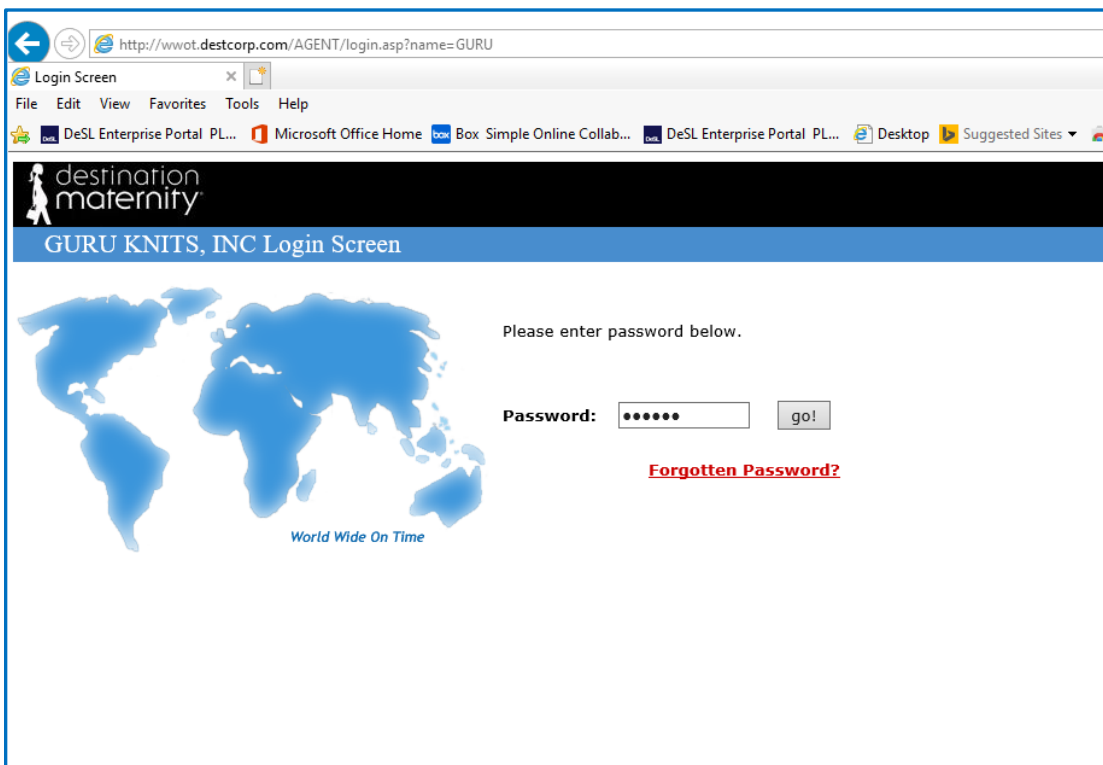 http://wwot.destcorp.com/AGENT/login.asp?name=GURU
Login Screen
File Edit View Favorites Tools Help
DeSL Enterprise Portal PL... Microsoft Office Home box Box Simple Online Collab... DeSL DeSL Enterprise Portal PL... Desktop Suggested Sites
destination
maternity
GURU KNITS, INC Login Screen
Please enter password below.
Password: •••••• go!
Forgotten Password?
World Wide On Time